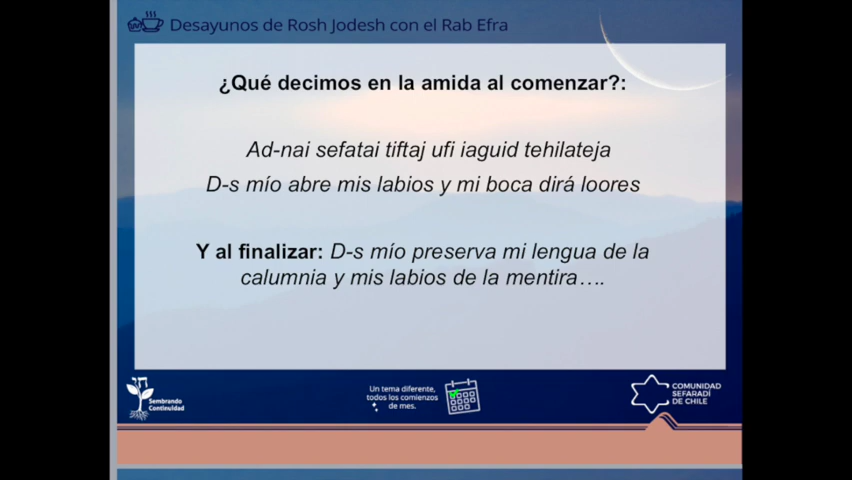 Desayunos de Rosh Jodesh con el Rab Efra
¿Qué decimos en la amida al comenzar?:
Ad-nai sefatai tiftaj ufi iaguid tehilateja
D-s mío abre mis labios y mi boca dirá loores
Y al finalizar: D-s mío preserva mi lengua de la
calumnia y mis labios de la mentira….
Sembrando
Continuidad
Un tema diferente,
todos los comienzos
de mes.
COMUNIDAD
SEFARADÍ
DE CHILE